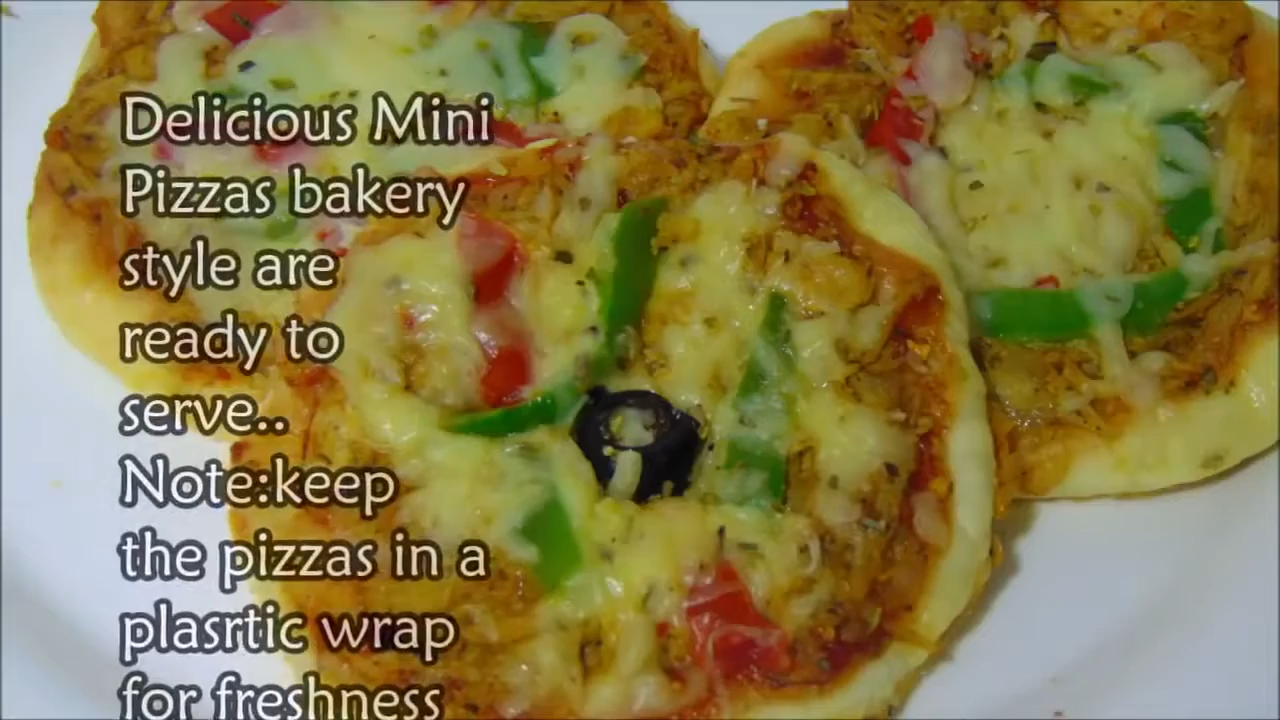 Delicious Mini
Pizzas bakery
style are
ready to
serve..
Note:keep
the pizzas in a
plasrtic wrap
for freshness